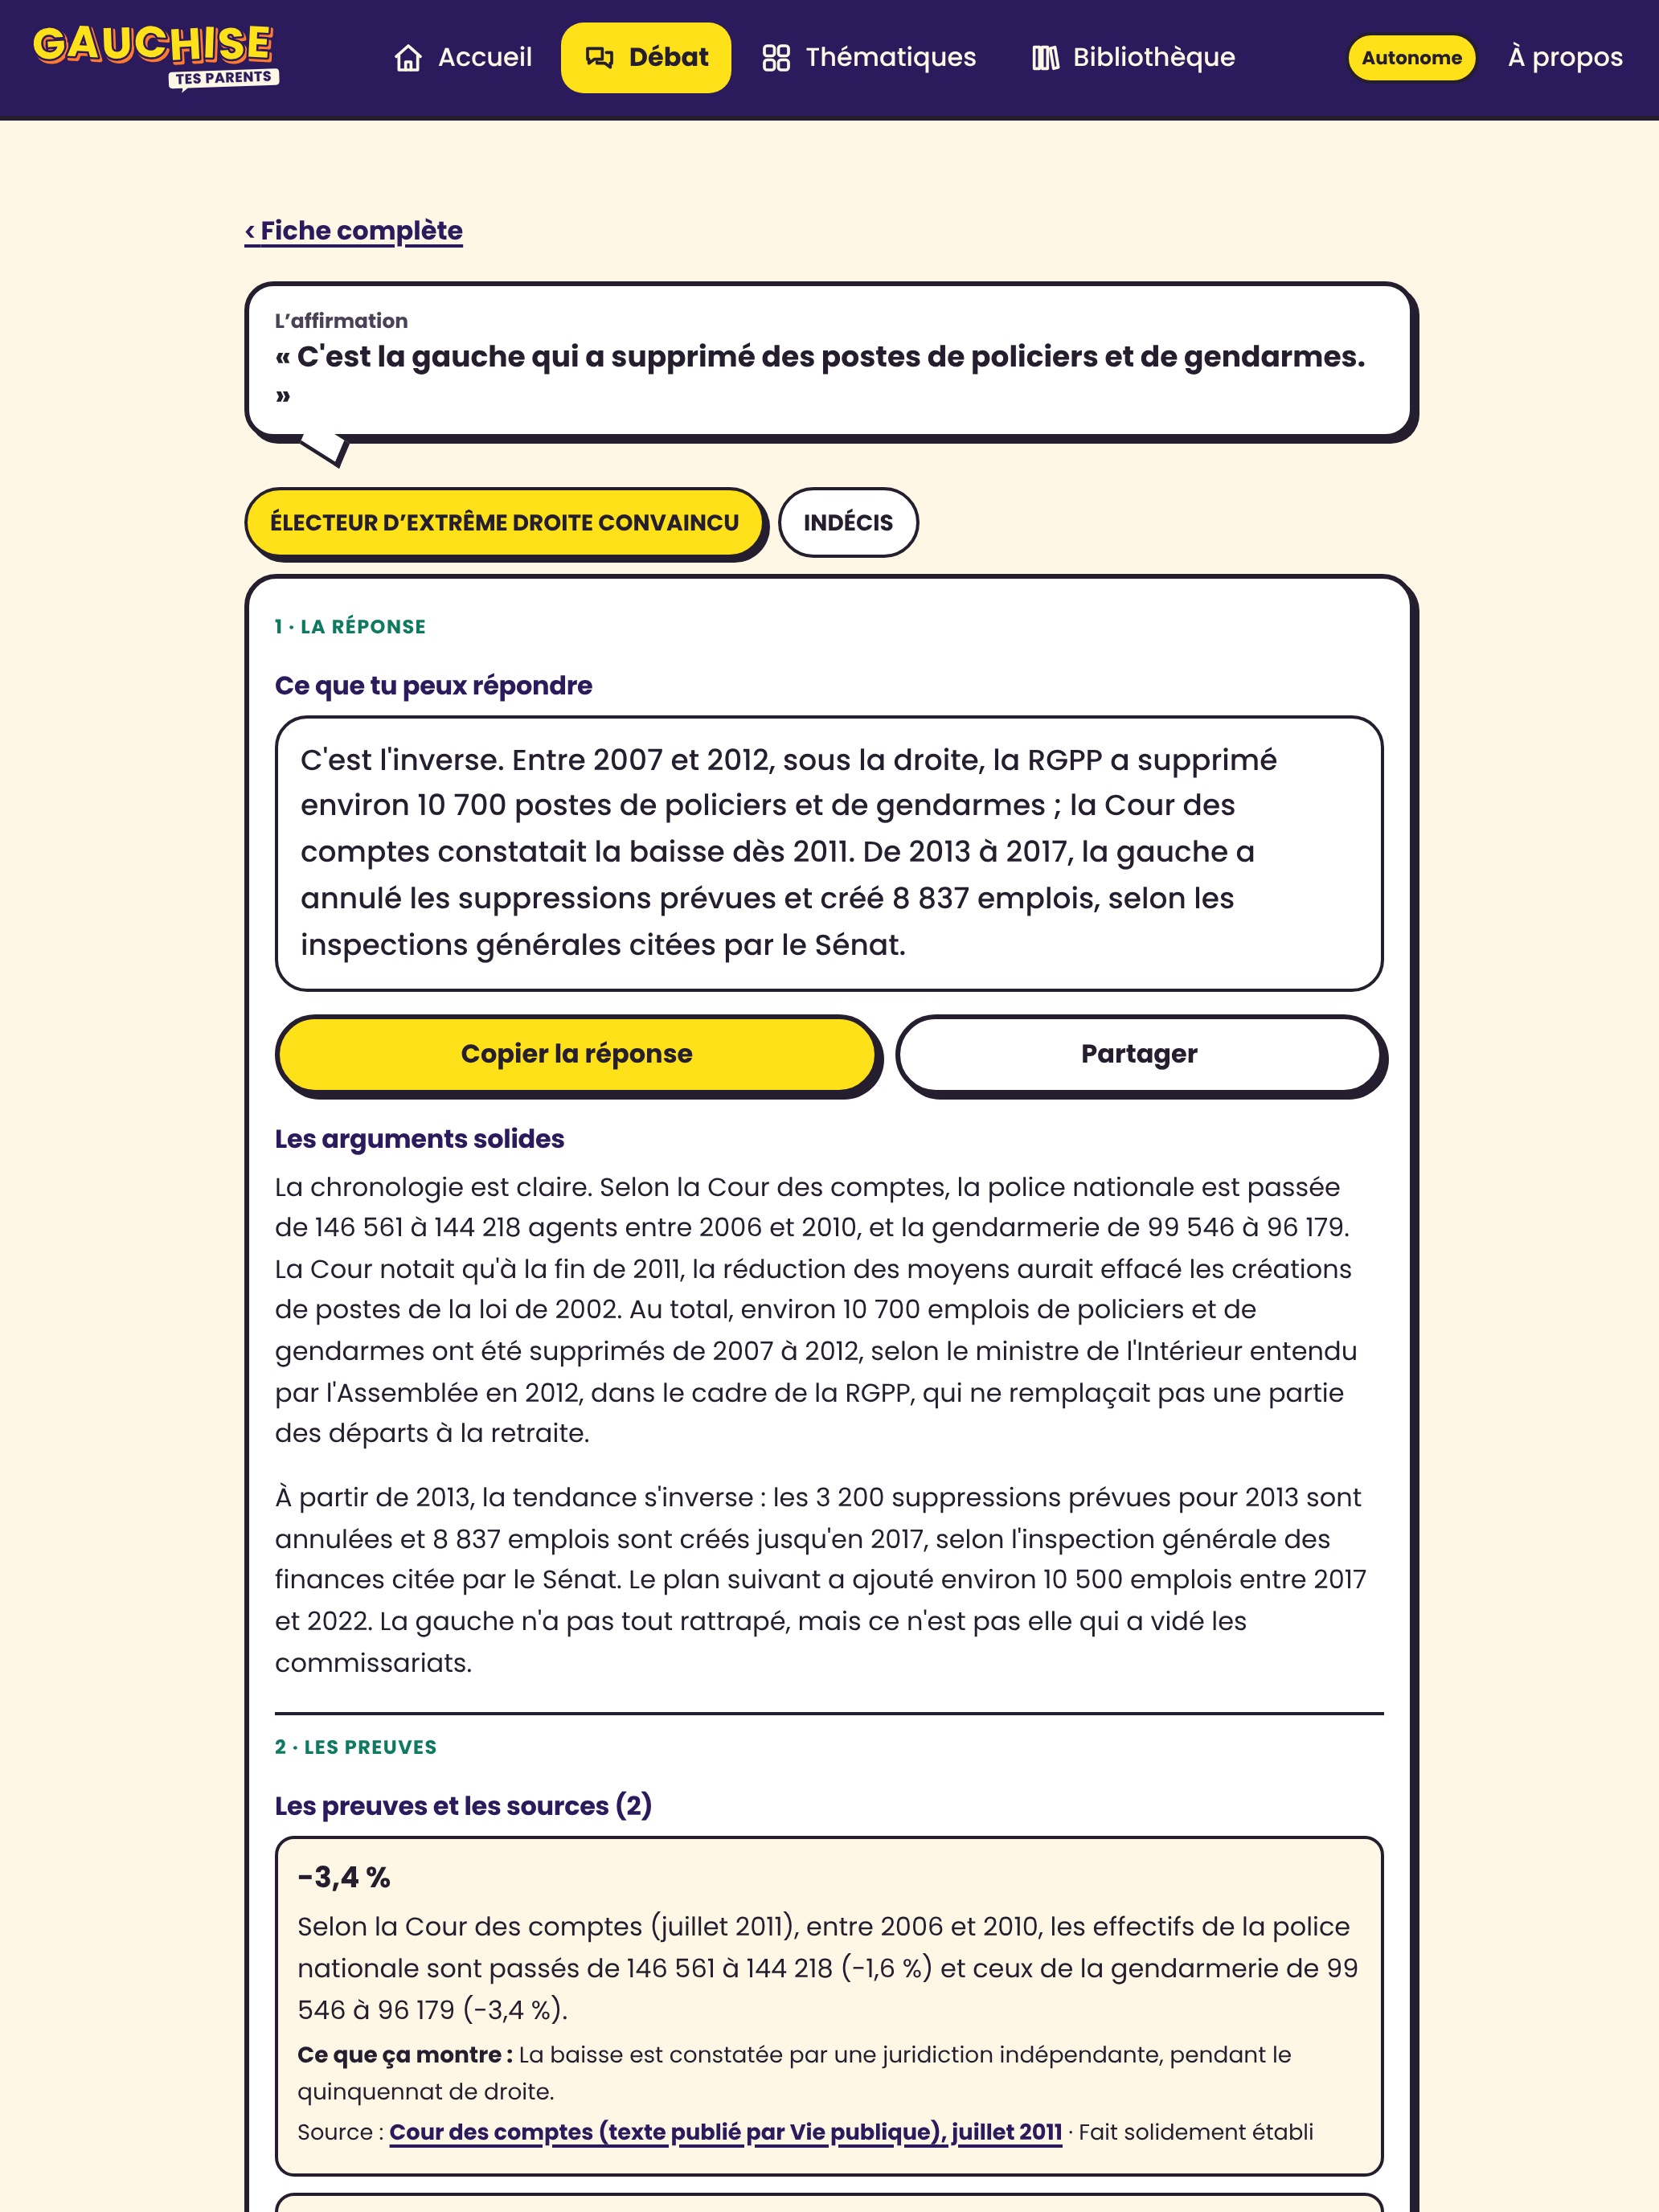 GAUCHISE
TES PARENTS
Accueil
Débat
Thématiques
Bibliothèque
Autonome
À propos
‹ Fiche complète
L’affirmation
« C'est la gauche qui a supprimé des postes de policiers et de gendarmes.
»
ÉLECTEUR D’EXTRÊME DROITE CONVAINCU
INDÉCIS
1 · LA RÉPONSE
Ce que tu peux répondre
C'est l'inverse. Entre 2007 et 2012, sous la droite, la RGPP a supprimé
environ 10 700 postes de policiers et de gendarmes ; la Cour des
comptes constatait la baisse dès 2011. De 2013 à 2017, la gauche a
annulé les suppressions prévues et créé 8 837 emplois, selon les
inspections générales citées par le Sénat.
Copier la réponse
Partager
Les arguments solides
La chronologie est claire. Selon la Cour des comptes, la police nationale est passée
de 146 561 à 144 218 agents entre 2006 et 2010, et la gendarmerie de 99 546 à 96 179.
La Cour notait qu'à la fin de 2011, la réduction des moyens aurait effacé les créations
de postes de la loi de 2002. Au total, environ 10 700 emplois de policiers et de
gendarmes ont été supprimés de 2007 à 2012, selon le ministre de l'Intérieur entendu
par l'Assemblée en 2012, dans le cadre de la RGPP, qui ne remplaçait pas une partie
des départs à la retraite.
À partir de 2013, la tendance s'inverse : les 3 200 suppressions prévues pour 2013 sont
annulées et 8 837 emplois sont créés jusqu'en 2017, selon l'inspection générale des
finances citée par le Sénat. Le plan suivant a ajouté environ 10 500 emplois entre 2017
et 2022. La gauche n'a pas tout rattrapé, mais ce n'est pas elle qui a vidé les
commissariats.
2 · LES PREUVES
Les preuves et les sources (2)
−3,4 %
Selon la Cour des comptes (juillet 2011), entre 2006 et 2010, les effectifs de la police
nationale sont passés de 146 561 à 144 218 (−1,6 %) et ceux de la gendarmerie de 99
546 à 96 179 (−3,4 %).
Ce que ça montre : La baisse est constatée par une juridiction indépendante, pendant le
quinquennat de droite.
Source : Cour des comptes (texte publié par Vie publique), juillet 2011 · Fait solidement établi